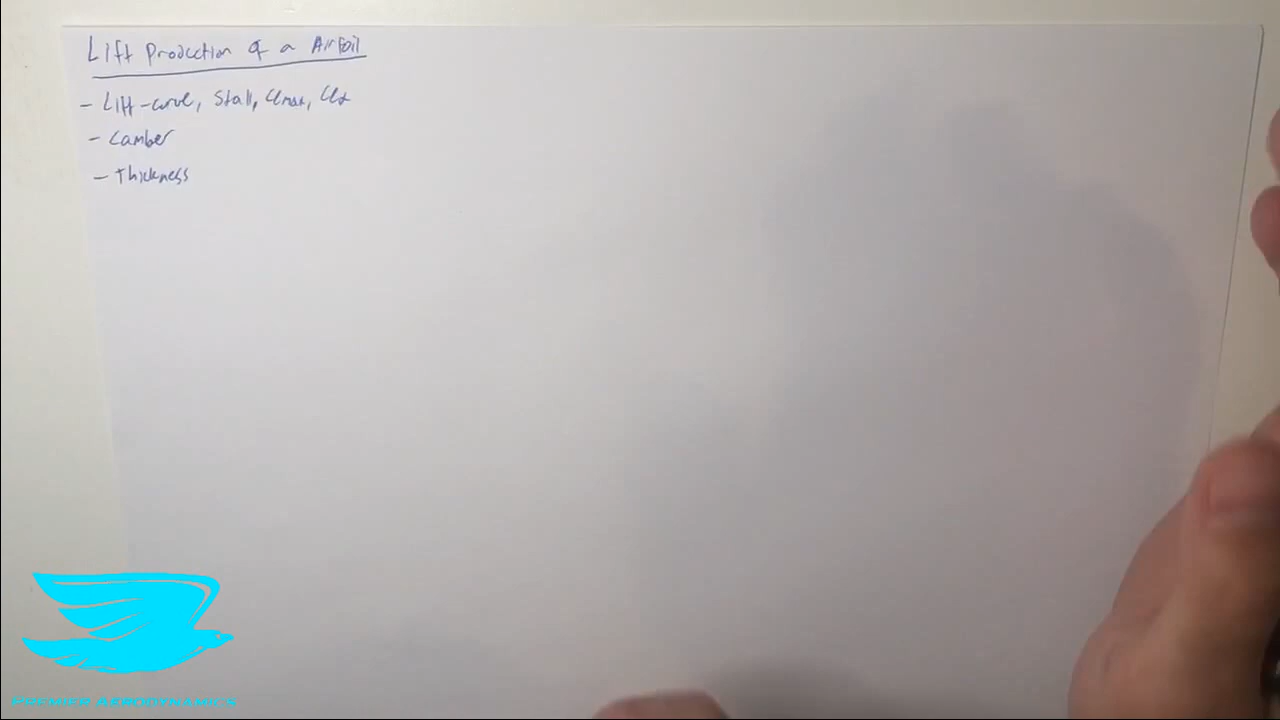 Lift Production of a Airfoil
- Lift-curve, Stall, Clmax, Clα
- Camber
- Thickness
PREMIER AERODYNAMICS